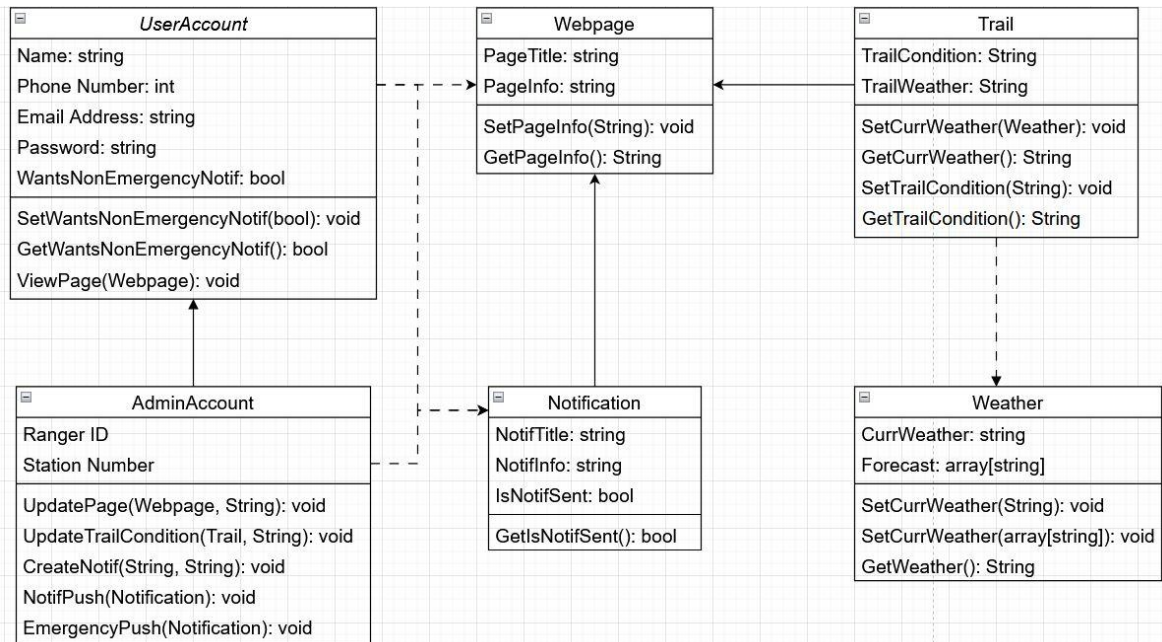 UserAccount
Name: string
Phone Number: int
Email Address: string
Password: string
WantsNonEmergencyNotif: bool
SetWantsNonEmergencyNotif(bool): void
GetWantsNonEmergencyNotif(): bool
ViewPage(Webpage): void
Webpage
PageTitle: string
PageInfo: string
SetPageInfo(String): void
GetPageInfo(): String
Trail
TrailCondition: String
TrailWeather: String
SetCurrWeather(Weather): void
GetCurrWeather(): String
SetTrailCondition(String): void
GetTrailCondition(): String
AdminAccount
Ranger ID
Station Number
UpdatePage(Webpage, String): void
UpdateTrailCondition(Trail, String): void
CreateNotif(String, String): void
NotifPush(Notification): void
EmergencyPush(Notification): void
Notification
NotifTitle: string
NotifInfo: string
IsNotifSent: bool
GetIsNotifSent(): bool
Weather
CurrWeather: string
Forecast: array[string]
SetCurrWeather(String): void
SetCurrWeather(array[string]): void
GetWeather(): String